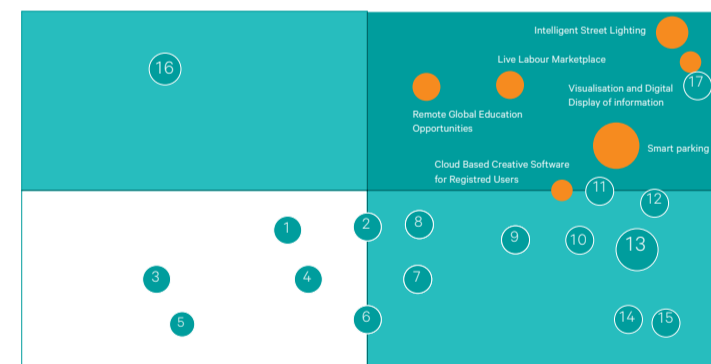 Intelligent Street Lighting
Live Labour Marketplace
16
17
Visualisation and Digital
Display of information
Remote Global Education
Opportunities
Smart parking
Cloud Based Creative Software
for Registred Users
11
12
1
2
8
9
10
13
3
4
7
5
6
14
15